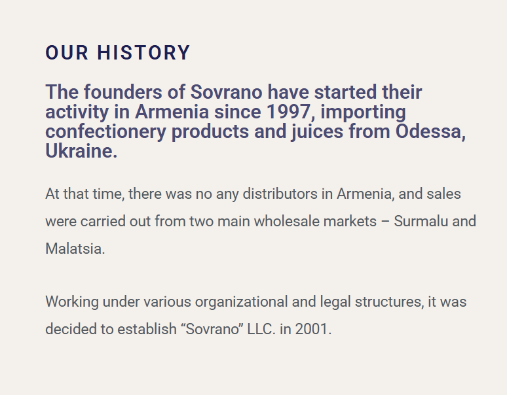 OUR HISTORY
The founders of Sovrano have started their
activity in Armenia since 1997, importing
confectionery products and juices from Odessa,
Ukraine.
At that time, there was no any distributors in Armenia, and sales
were carried out from two main wholesale markets – Surmalu and
Malatsia.
Working under various organizational and legal structures, it was
decided to establish “Sovrano” LLC. in 2001.